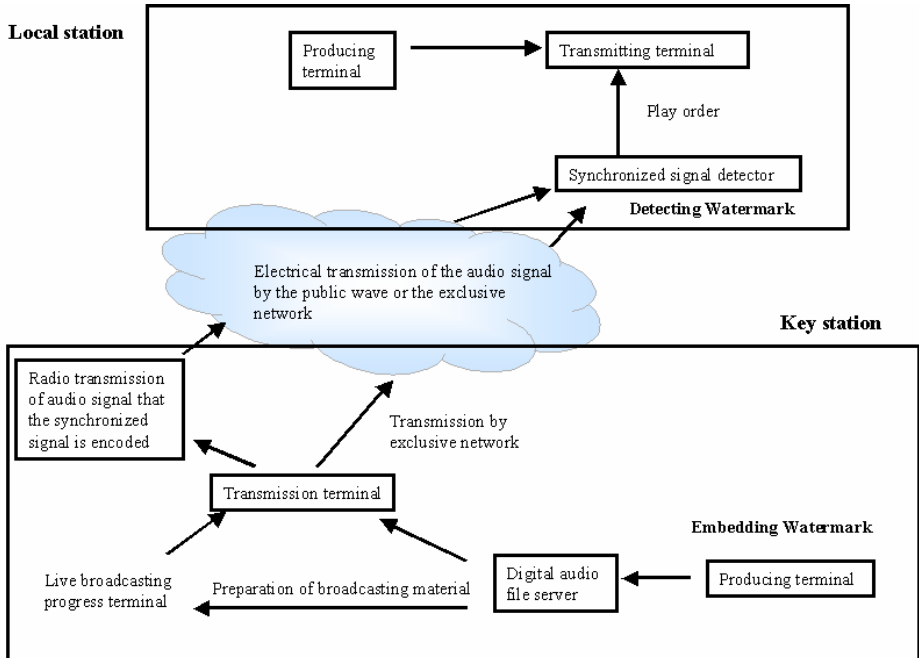 Local station
Producing
terminal
Transmitting terminal
Play order
Synchronized signal detector
Detecting Watermark
Electrical transmission of the audio signal
by the public wave or the exclusive
network
Key station
Radio transmission
of audio signal that
the synchronized
signal is encoded
Transmission by
exclusive network
Transmission terminal
Embedding Watermark
Live broadcasting
progress terminal
Preparation of broadcasting material
Digital audio
file server
Producing terminal